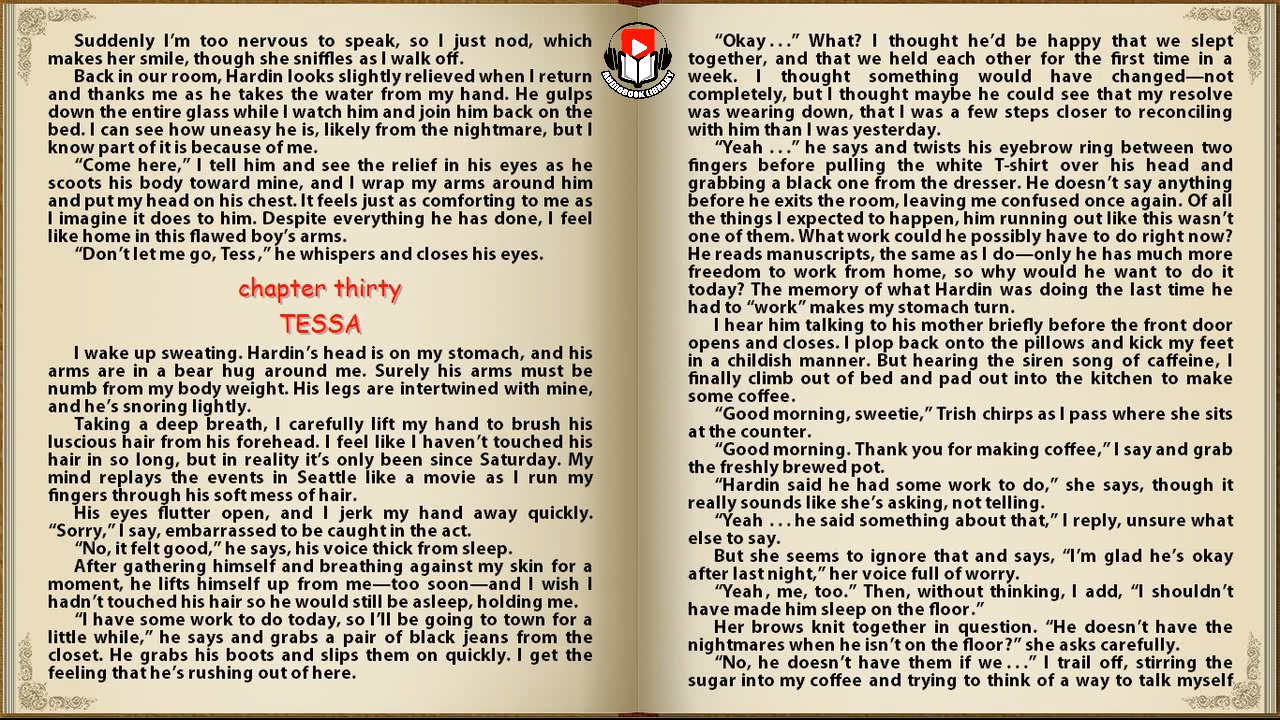 Suddenly I’m too nervous to speak, so I just nod, which
makes her smile, though she sniffles as I walk off.
Back in our room, Hardin looks slightly relieved when I return
and thanks me as he takes the water from my hand. He gulps
down the entire glass while I watch him and join him back on the
bed. I can see how uneasy he is, likely from the nightmare, but I
know part of it is because of me.
“Come here,” I tell him and see the relief in his eyes as he
scoots his body toward mine, and I wrap my arms around him
and put my head on his chest. It feels just as comforting to me as
I imagine it does to him. Despite everything he has done, I feel
like home in this flawed boy’s arms.
“Don’t let me go, Tess,” he whispers and closes his eyes.
chapter thirty
TESSA
I wake up sweating. Hardin’s head is on my stomach, and his
arms are in a bear hug around me. Surely his arms must be
numb from my body weight. His legs are intertwined with mine,
and he’s snoring lightly.
Taking a deep breath, I carefully lift my hand to brush his
luscious hair from his forehead. I feel like I haven’t touched his
hair in so long, but in reality it’s only been since Saturday. My
mind replays the events in Seattle like a movie as I run my
fingers through his soft mess of hair.
His eyes flutter open, and I jerk my hand away quickly.
“Sorry,” I say, embarrassed to be caught in the act.
“No, it felt good,” he says, his voice thick from sleep.
After gathering himself and breathing against my skin for a
moment, he lifts himself up from me—too soon—and I wish I
hadn’t touched his hair so he would still be asleep, holding me.
“I have some work to do today, so I’ll be going to town for a
little while,” he says and grabs a pair of black jeans from the
closet. He grabs his boots and slips them on quickly. I get the
feeling that he’s rushing out of here.
AUDIOBOOK LIBRARY
“Okay . . .” What? I thought he’d be happy that we slept
together, and that we held each other for the first time in a
week. I thought something would have changed—not
completely, but I thought maybe he could see that my resolve
was wearing down, that I was a few steps closer to reconciling
with him than I was yesterday.
“Yeah . . .” he says and twists his eyebrow ring between two
fingers before pulling the white T-shirt over his head and
grabbing a black one from the dresser. He doesn’t say anything
before he exits the room, leaving me confused once again. Of all
the things I expected to happen, him running out like this wasn’t
one of them. What work could he possibly have to do right now?
He reads manuscripts, the same as I do—only he has much more
freedom to work from home, so why would he want to do it
today? The memory of what Hardin was doing the last time he
had to “work” makes my stomach turn.
I hear him talking to his mother briefly before the front door
opens and closes. I plop back onto the pillows and kick my feet
in a childish manner. But hearing the siren song of caffeine, I
finally climb out of bed and pad out into the kitchen to make
some coffee.
“Good morning, sweetie,” Trish chirps as I pass where she sits
at the counter.
“Good morning. Thank you for making coffee,” I say and grab
the freshly brewed pot.
“Hardin said he had some work to do,” she says, though it
really sounds like she’s asking, not telling.
“Yeah . . . he said something about that,” I reply, unsure what
else to say.
But she seems to ignore that and says, “I’m glad he’s okay
after last night,” her voice full of worry.
“Yeah, me, too.” Then, without thinking, I add, “I shouldn’t
have made him sleep on the floor.”
Her brows knit together in question. “He doesn’t have the
nightmares when he isn’t on the floor?” she asks carefully.
“No, he doesn’t have them if we . . .” I trail off, stirring the
sugar into my coffee and trying to think of a way to talk myself